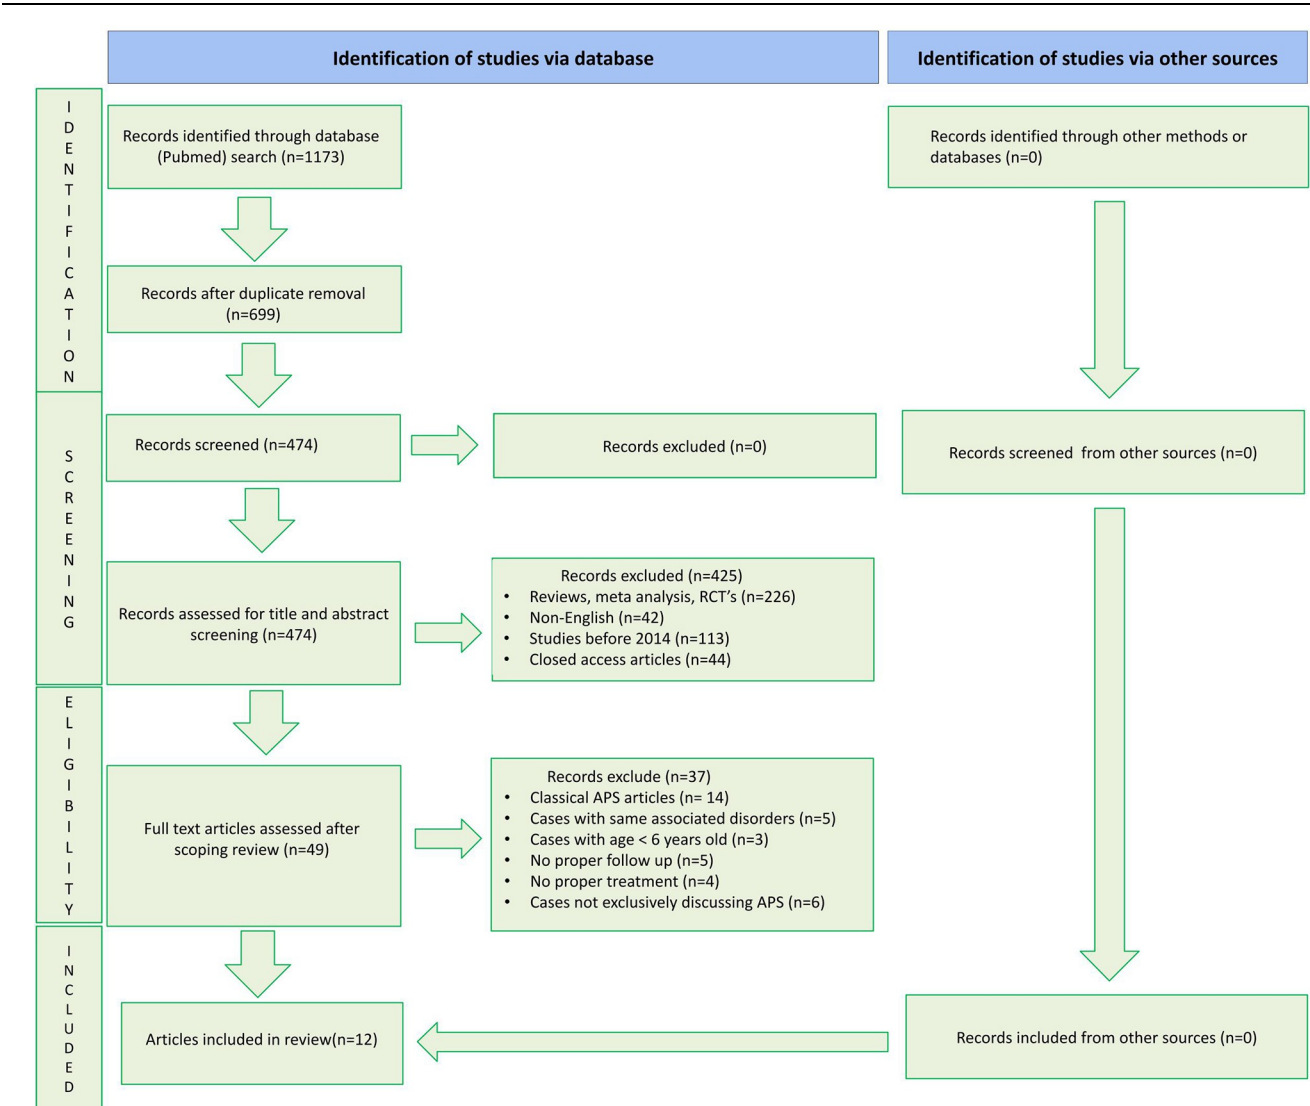 Identification of studies via database
Identification of studies via other sources
IDENTIFICATION
Records identified through database
(Pubmed) search (n=1173)
Records identified through other methods or
databases (n=0)
Records after duplicate removal
(n=699)
SCREENING
Records screened (n=474)
Records excluded (n=0)
Records screened from other sources (n=0)
Records assessed for title and abstract
screening (n=474)
Records excluded (n=425)
• Reviews, meta analysis, RCT's (n=226)
• Non-English (n=42)
• Studies before 2014 (n=113)
• Closed access articles (n=44)
ELIGIBILITY
Full text articles assessed after
scoping review (n=49)
Records exclude (n=37)
• Classical APS articles (n= 14)
• Cases with same associated disorders (n=5)
• Cases with age < 6 years old (n=3)
• No proper follow up (n=5)
• No proper treatment (n=4)
• Cases not exclusively discussing APS (n=6)
INCLUDED
Articles included in review(n=12)
Records included from other sources (n=0)